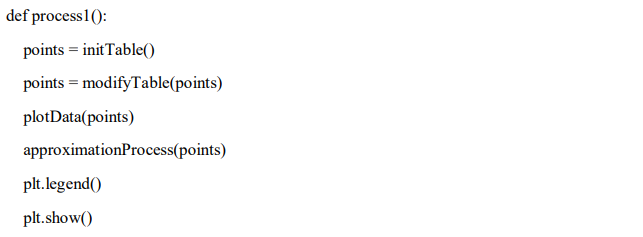 def process1():
points = initTable()
points = modifyTable(points)
plotData(points)
approximationProcess(points)
plt.legend()
plt.show()